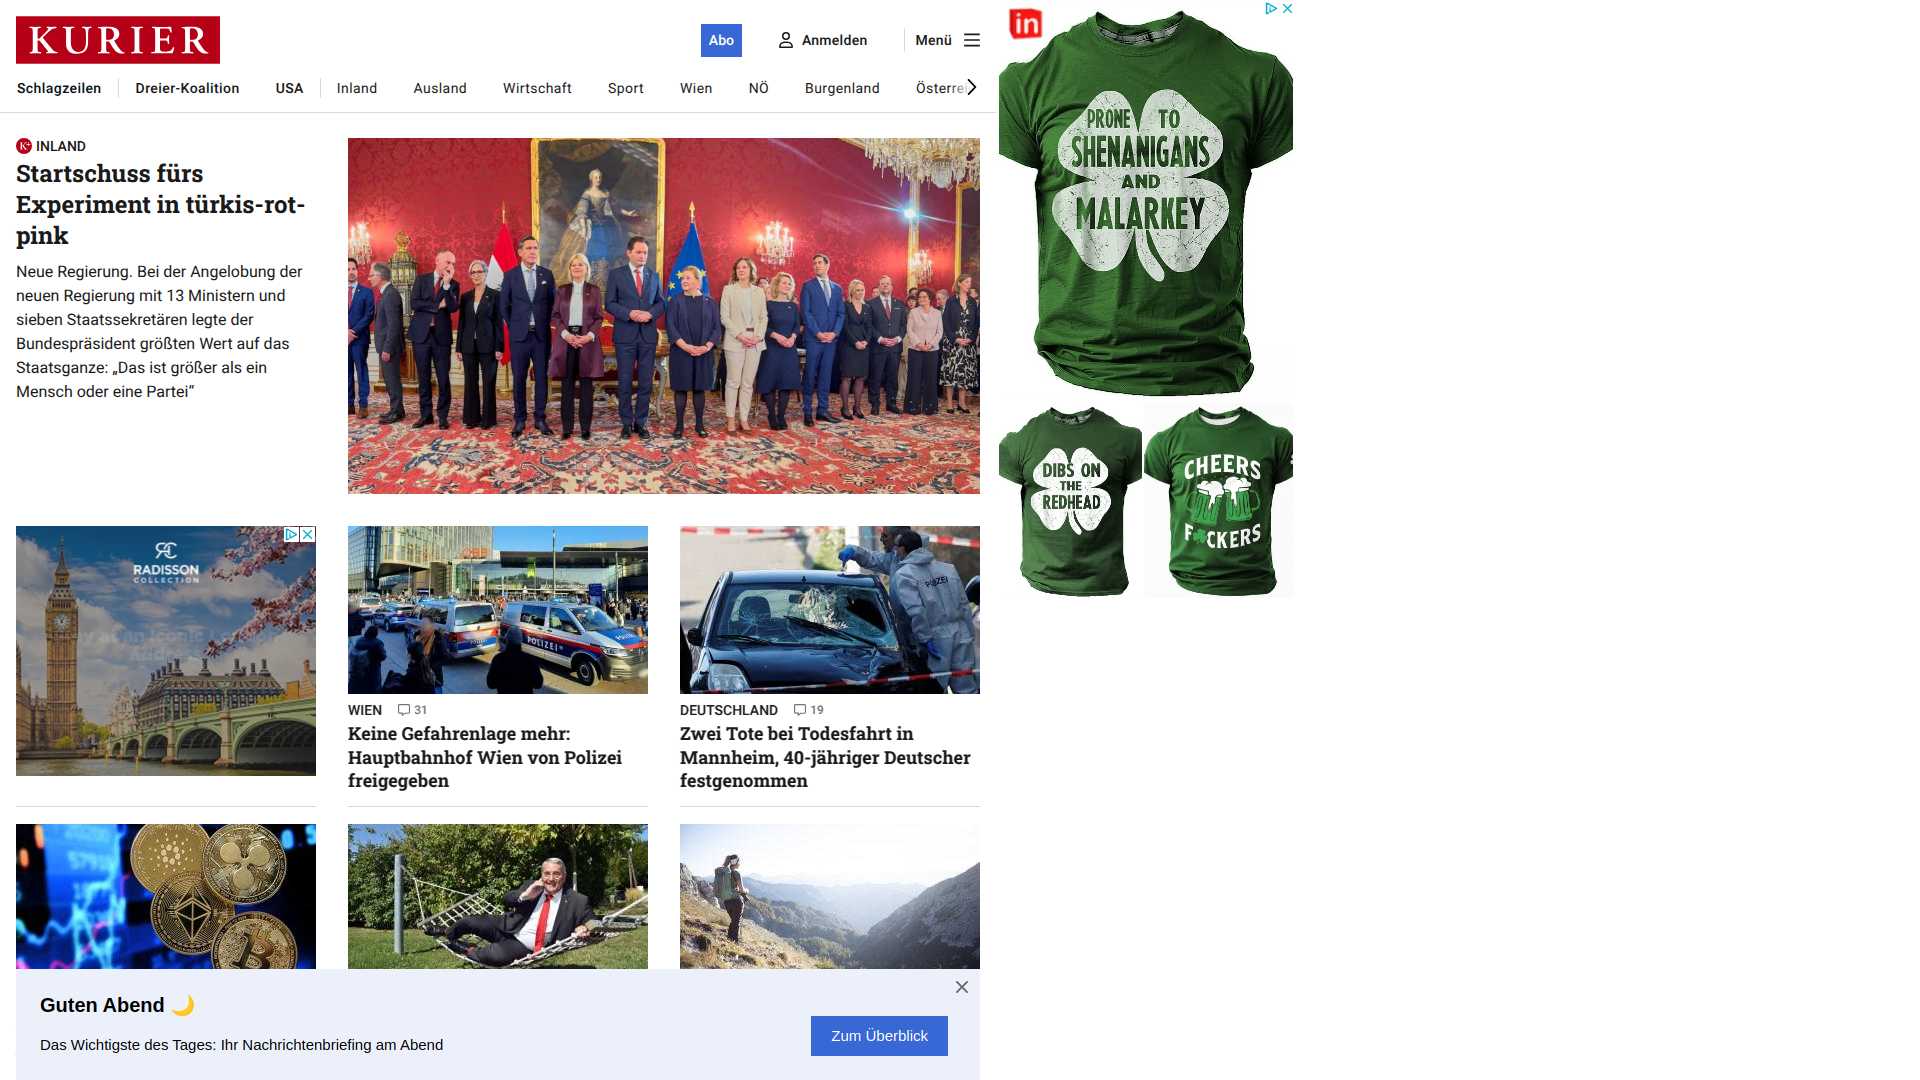 KURIER
Abo
Anmelden
Menü
Schlagzeilen
Dreier-Koalition
USA
Inland
Ausland
Wirtschaft
Sport
Wien
NÖ
Burgenland
INLAND
Startschuss fürs
Experiment in türkis-rot-
pink
Neue Regierung. Bei der Angelobung der
neuen Regierung mit 13 Ministern und
sieben Staatssekretären legte der
Bundespräsident größten Wert auf das
Staatsganze: „Das ist größer als ein
Mensch oder eine Partei“
in
PRONE TO
SHENANIGANS
AND
MALARKEY
DIBS ON
THE
REDHEAD
CHEERS
F☘CKERS
RADISSON
COLLECTION
POLIZEI
WIEN 31
Keine Gefahrenlage mehr:
Hauptbahnhof Wien von Polizei
freigegeben
POLIZEI
DEUTSCHLAND 19
Zwei Tote bei Todesfahrt in
Mannheim, 40-jähriger Deutscher
festgenommen
Guten Abend 🌙
Das Wichtigste des Tages: Ihr Nachrichtenbriefing am Abend
Zum Überblick